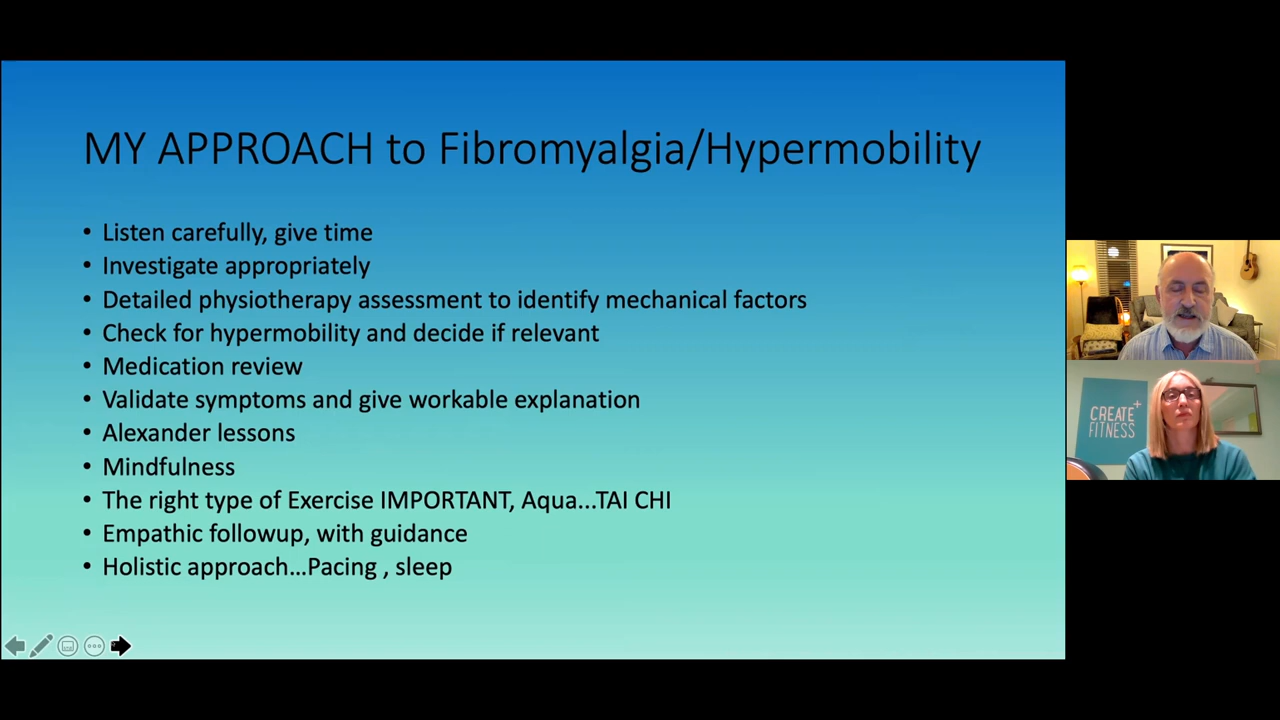 MY APPROACH to Fibromyalgia/Hypermobility
• Listen carefully, give time
• Investigate appropriately
• Detailed physiotherapy assessment to identify mechanical factors
• Check for hypermobility and decide if relevant
• Medication review
• Validate symptoms and give workable explanation
• Alexander lessons
• Mindfulness
• The right type of Exercise IMPORTANT, Aqua...TAI CHI
• Empathic followup, with guidance
• Holistic approach...Pacing , sleep
CREATE+
FITNESS